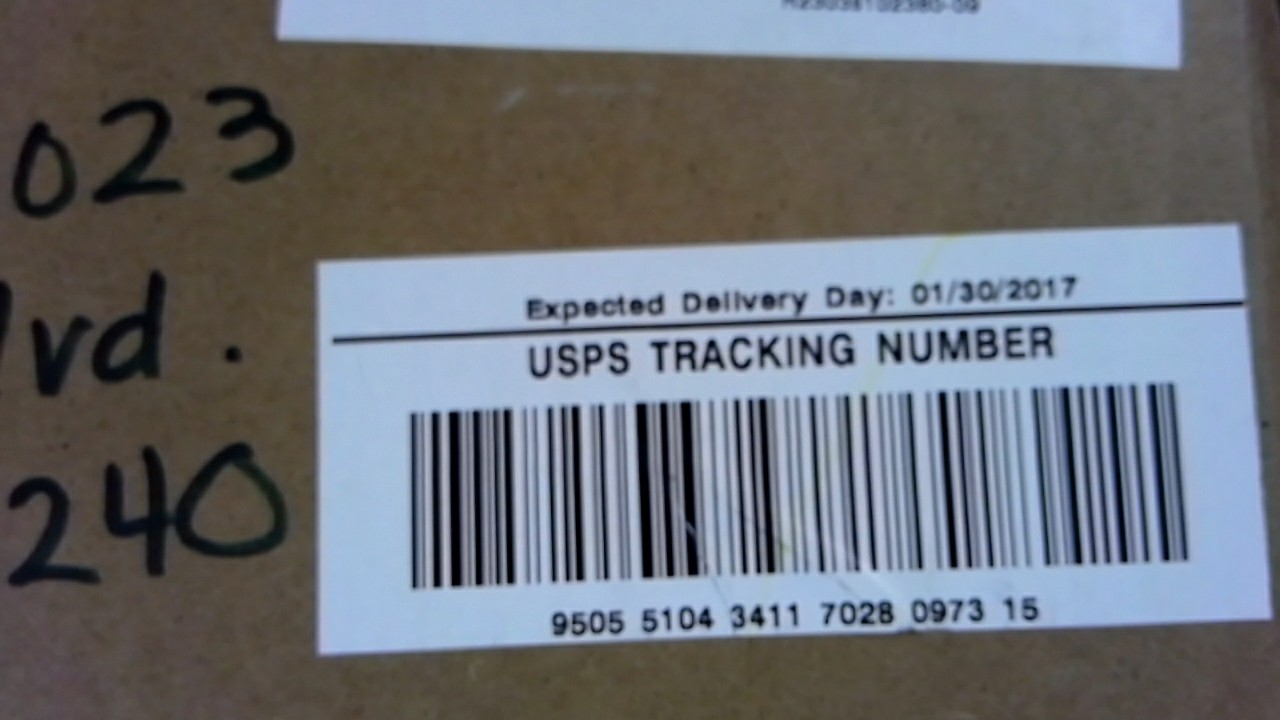 023
lvd.
240
Expected Delivery Day: 01/30/2017
USPS TRACKING NUMBER
9505 5104 3411 7028 0973 15